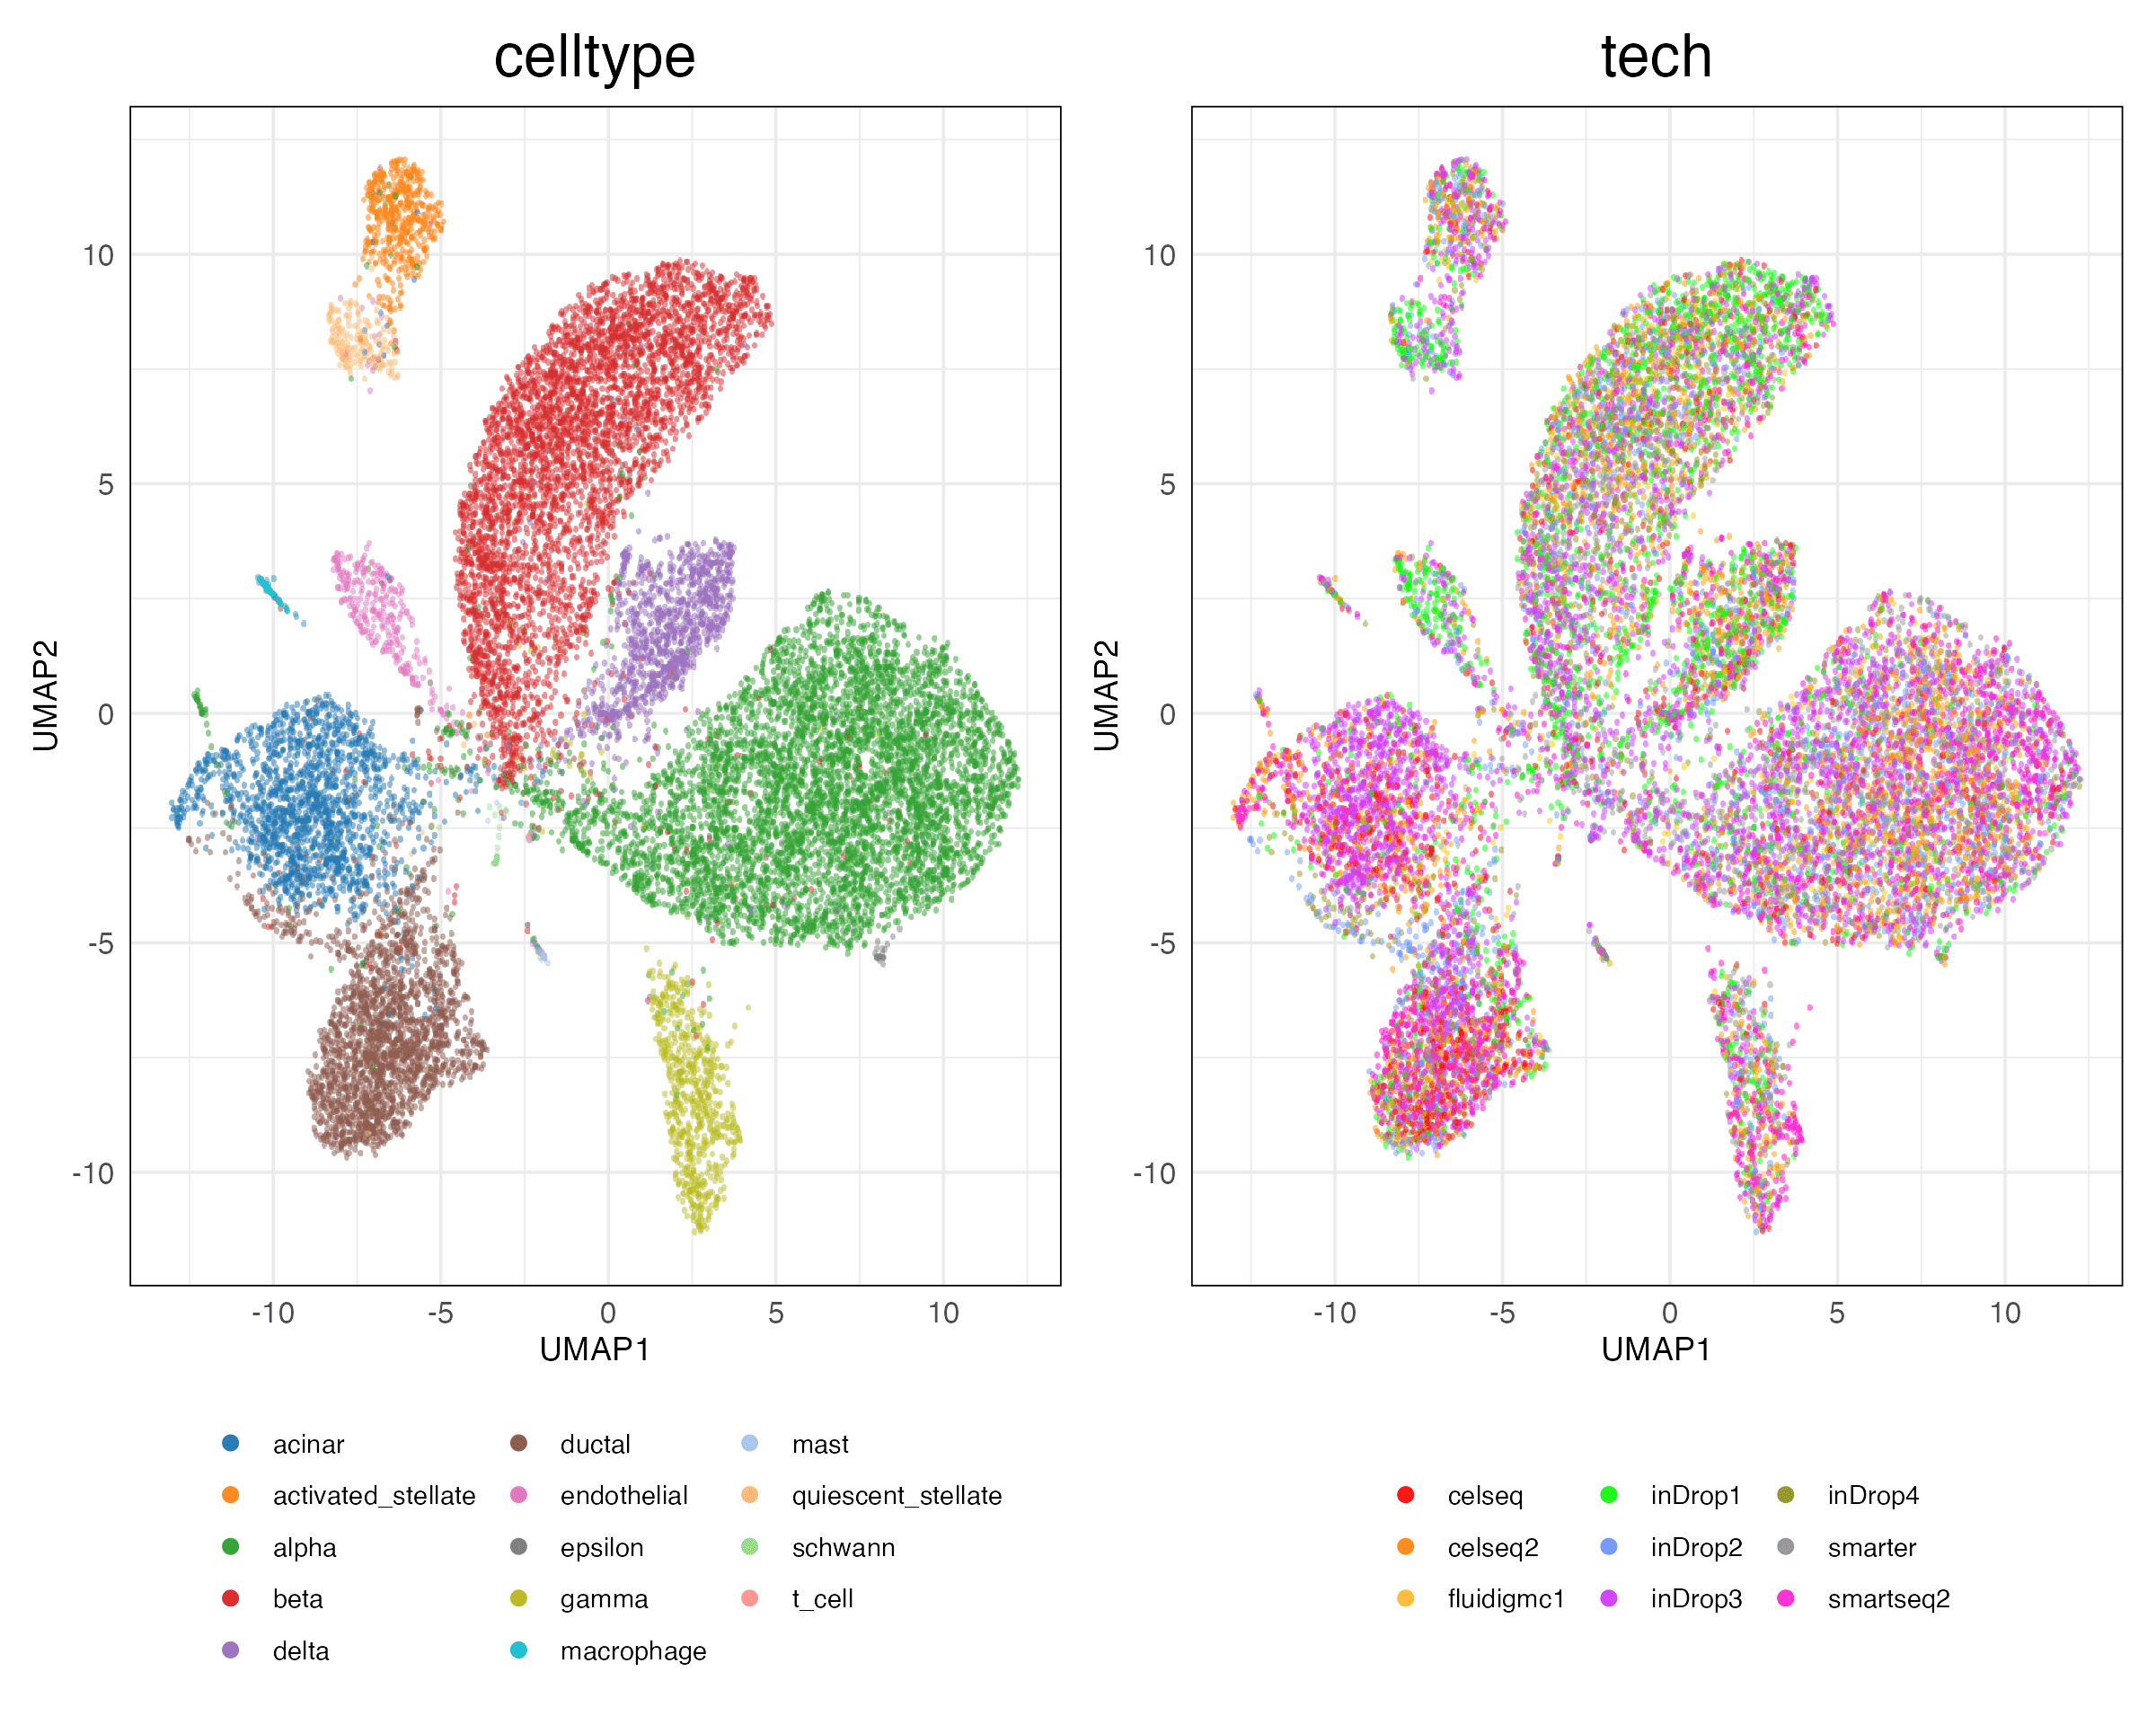 celltype
tech
UMAP2
10
5
0
-5
-10
-10 -5 0 5 10
UMAP1
UMAP2
10
5
0
-5
-10
-10 -5 0 5 10
UMAP1
acinar
activated_stellate
alpha
beta
delta
ductal
endothelial
epsilon
gamma
macrophage
mast
quiescent_stellate
schwann
t_cell
celseq
celseq2
fluidigmc1
inDrop1
inDrop2
inDrop3
inDrop4
smarter
smartseq2